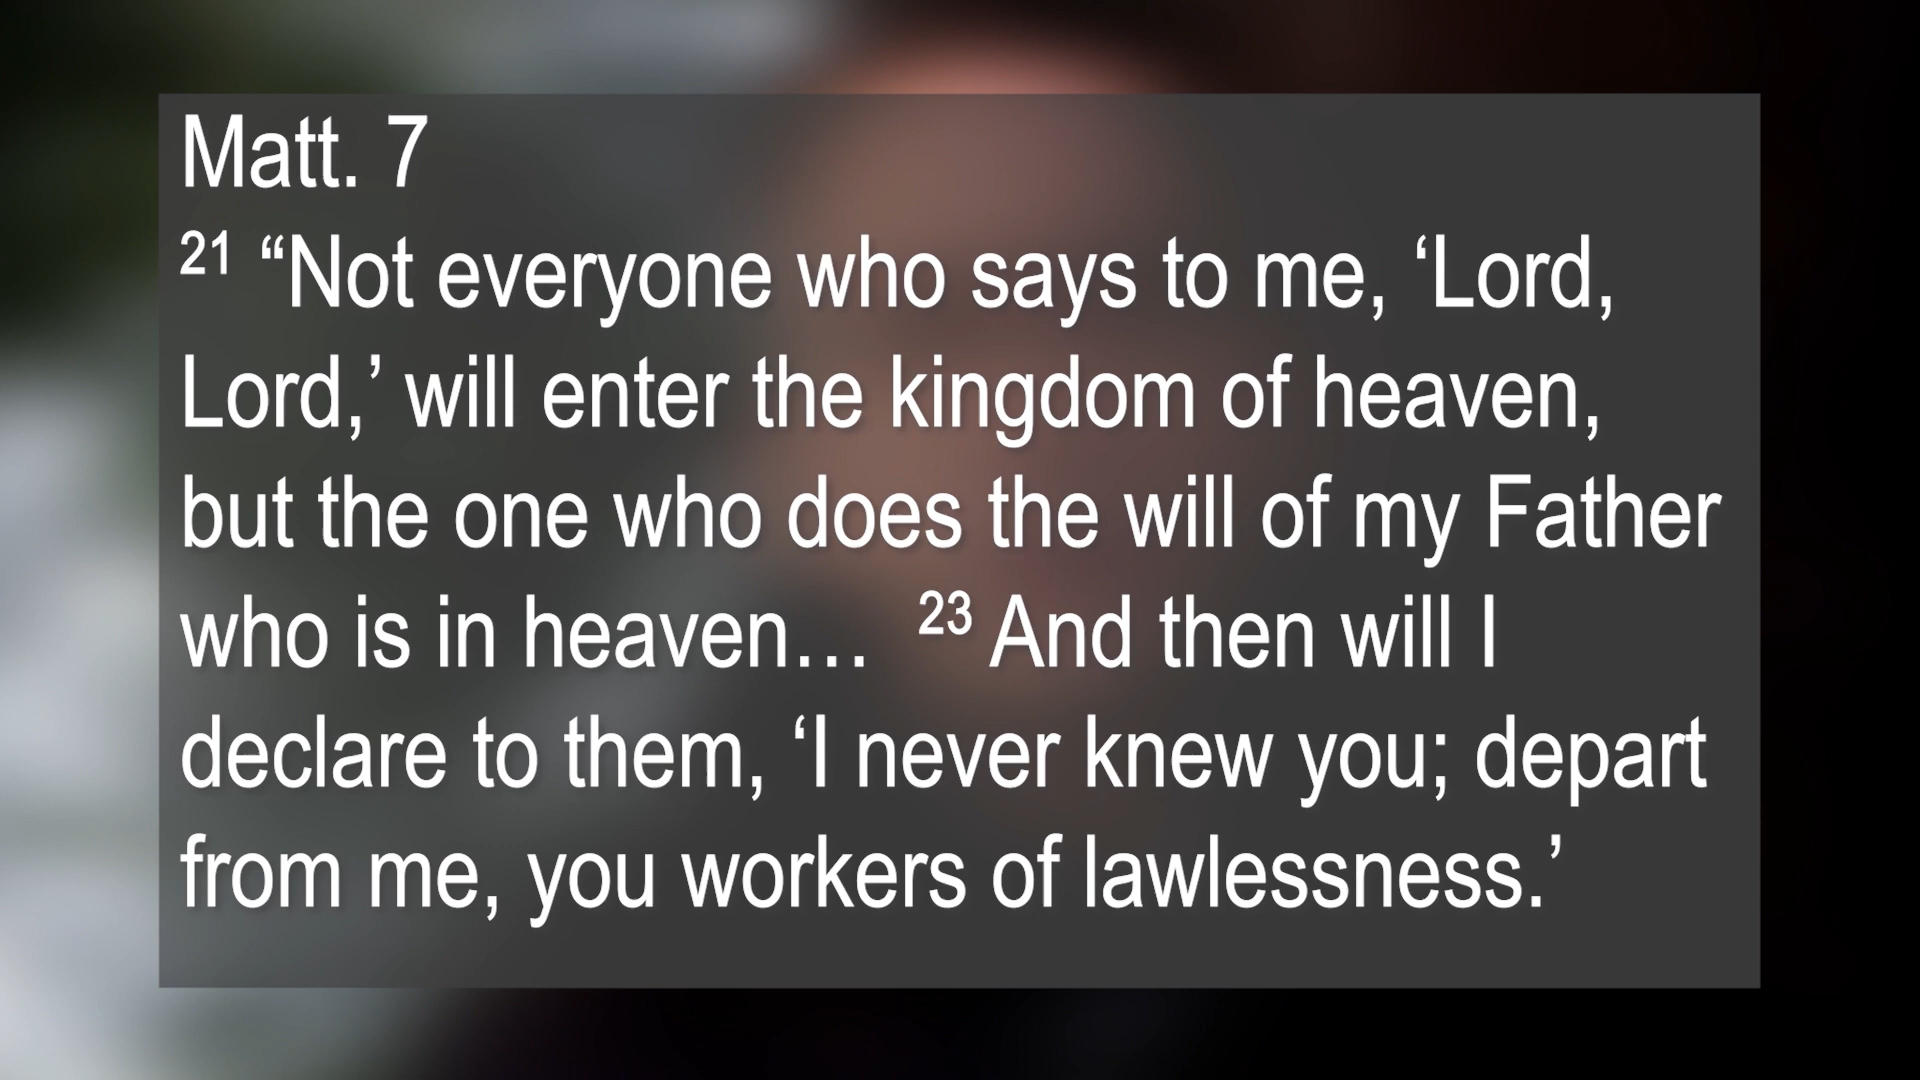 Matt. 7
21 “Not everyone who says to me, ‘Lord,
Lord,’ will enter the kingdom of heaven,
but the one who does the will of my Father
who is in heaven… 23 And then will I
declare to them, ‘I never knew you; depart
from me, you workers of lawlessness.’